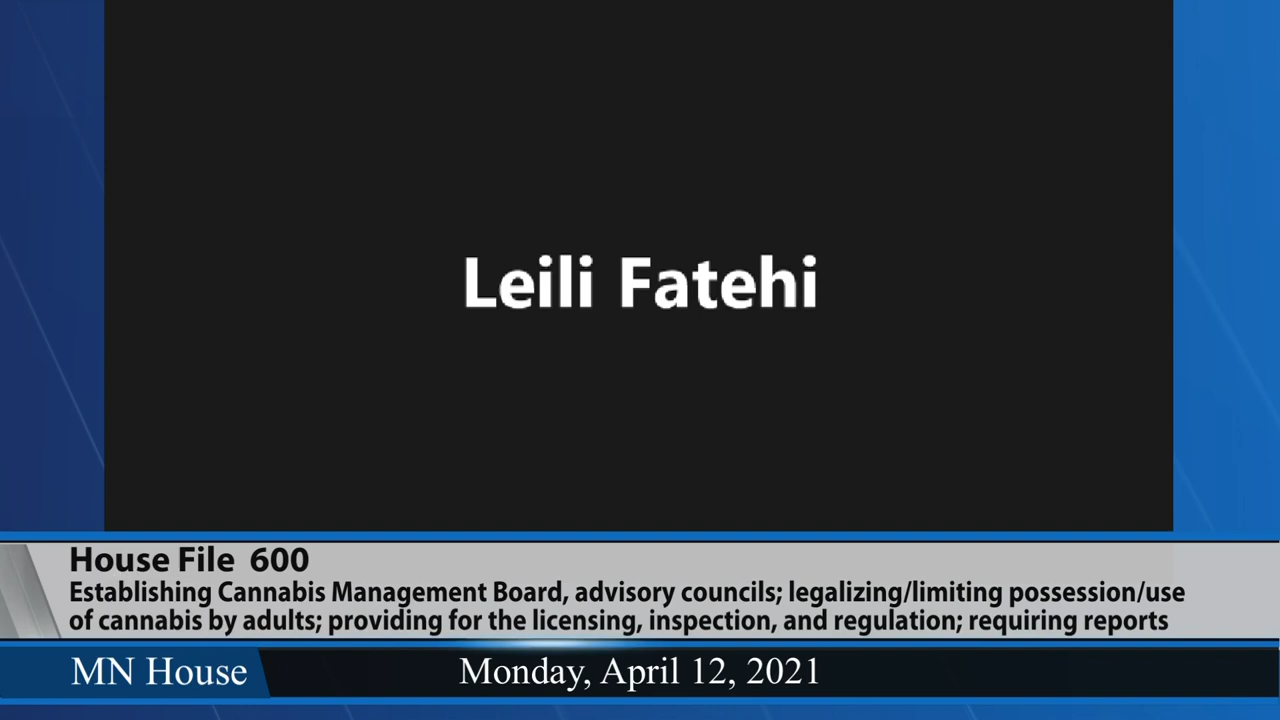 Leili Fatehi
House File 600
Establishing Cannabis Management Board, advisory councils; legalizing/limiting possession/use
of cannabis by adults; providing for the licensing, inspection, and regulation; requiring reports
MN House
Monday, April 12, 2021